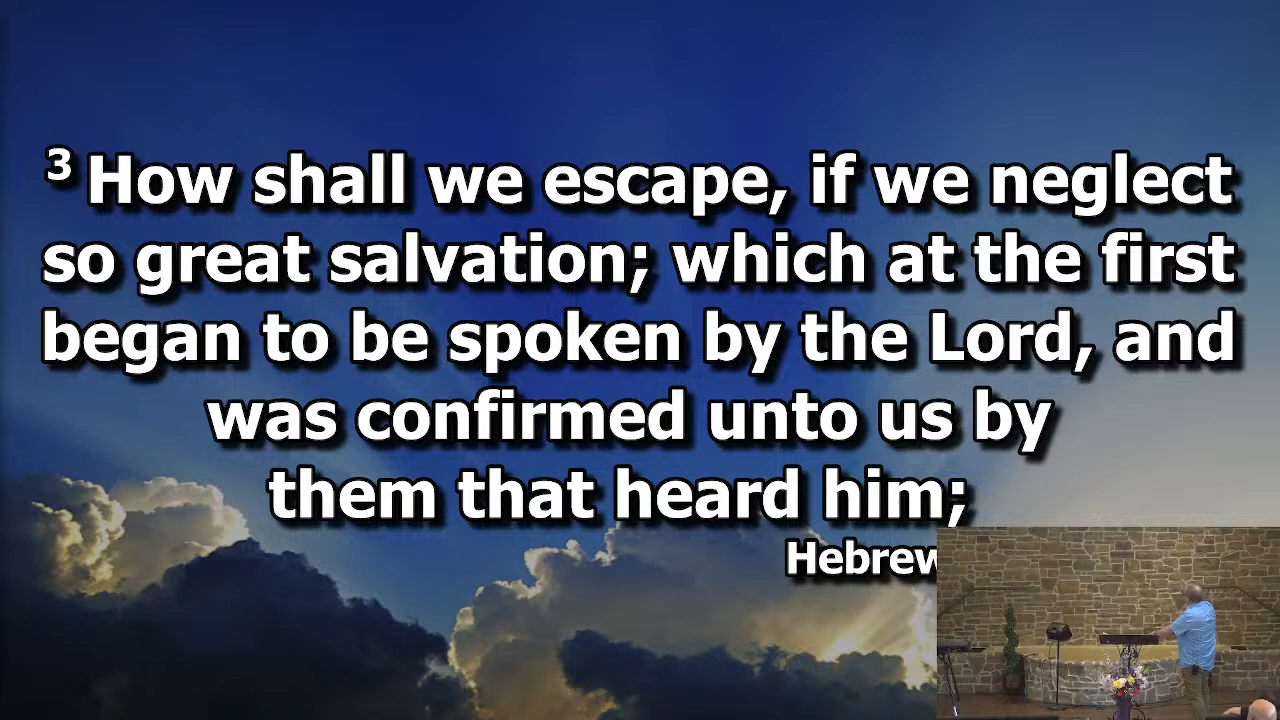 3 How shall we escape, if we neglect
so great salvation; which at the first
began to be spoken by the Lord, and
was confirmed unto us by
them that heard him;